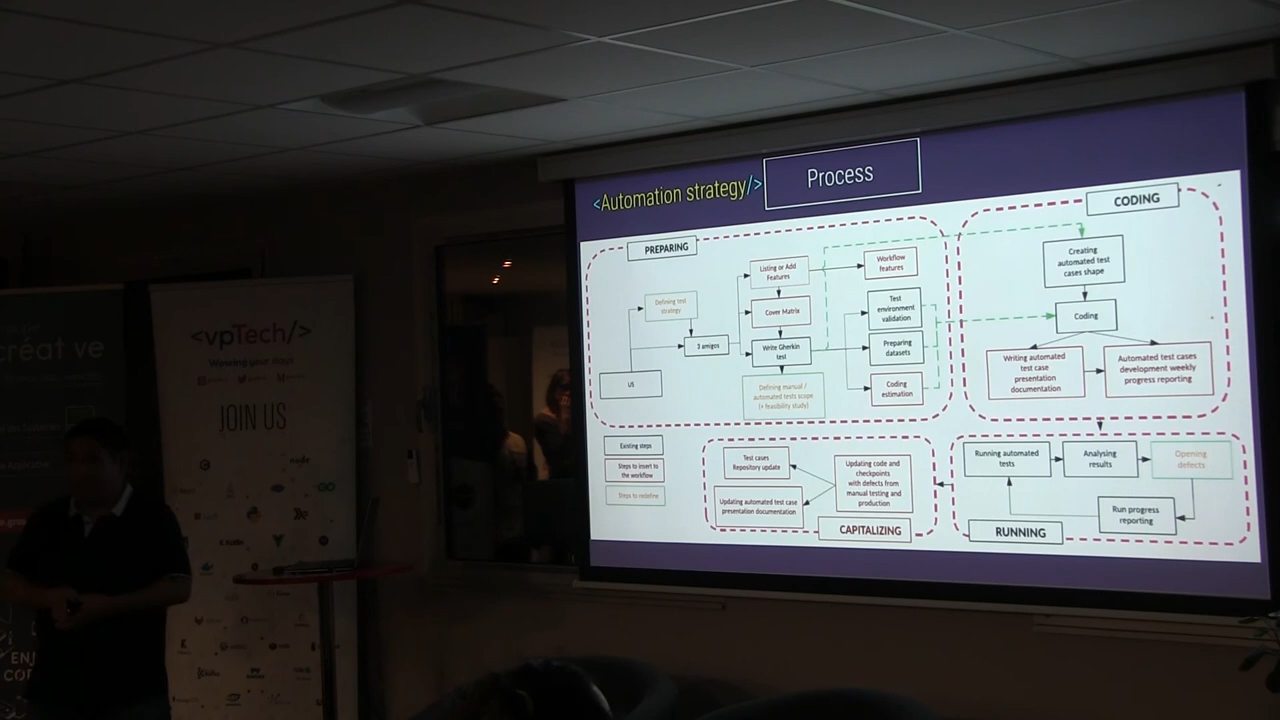 <Automation strategy/>
Process
PREPARING
Defining test
strategy
US
3 amigos
Listing or Add
Features
Cover Matrix
Write Gherkin
test
Defining manual /
automated tests scope
(+ feasibility study)
Workflow
features
Test
environment
validation
Preparing
datasets
Coding
estimation
CODING
Creating
automated test
cases shape
Coding
Writing automated
test case
presentation
documentation
Automated test cases
development weekly
progress reporting
Existing steps
Steps to insert to
the workflow
Steps to redefine
Test cases
Repository update
Updating automated test case
presentation documentation
Updating code and
checkpoints
with defects from
manual testing and
production
CAPITALIZING
Running automated
tests
Analysing
results
Opening
defects
Run progress
reporting
RUNNING
<vpTech/>
Wowing your days
JOIN US